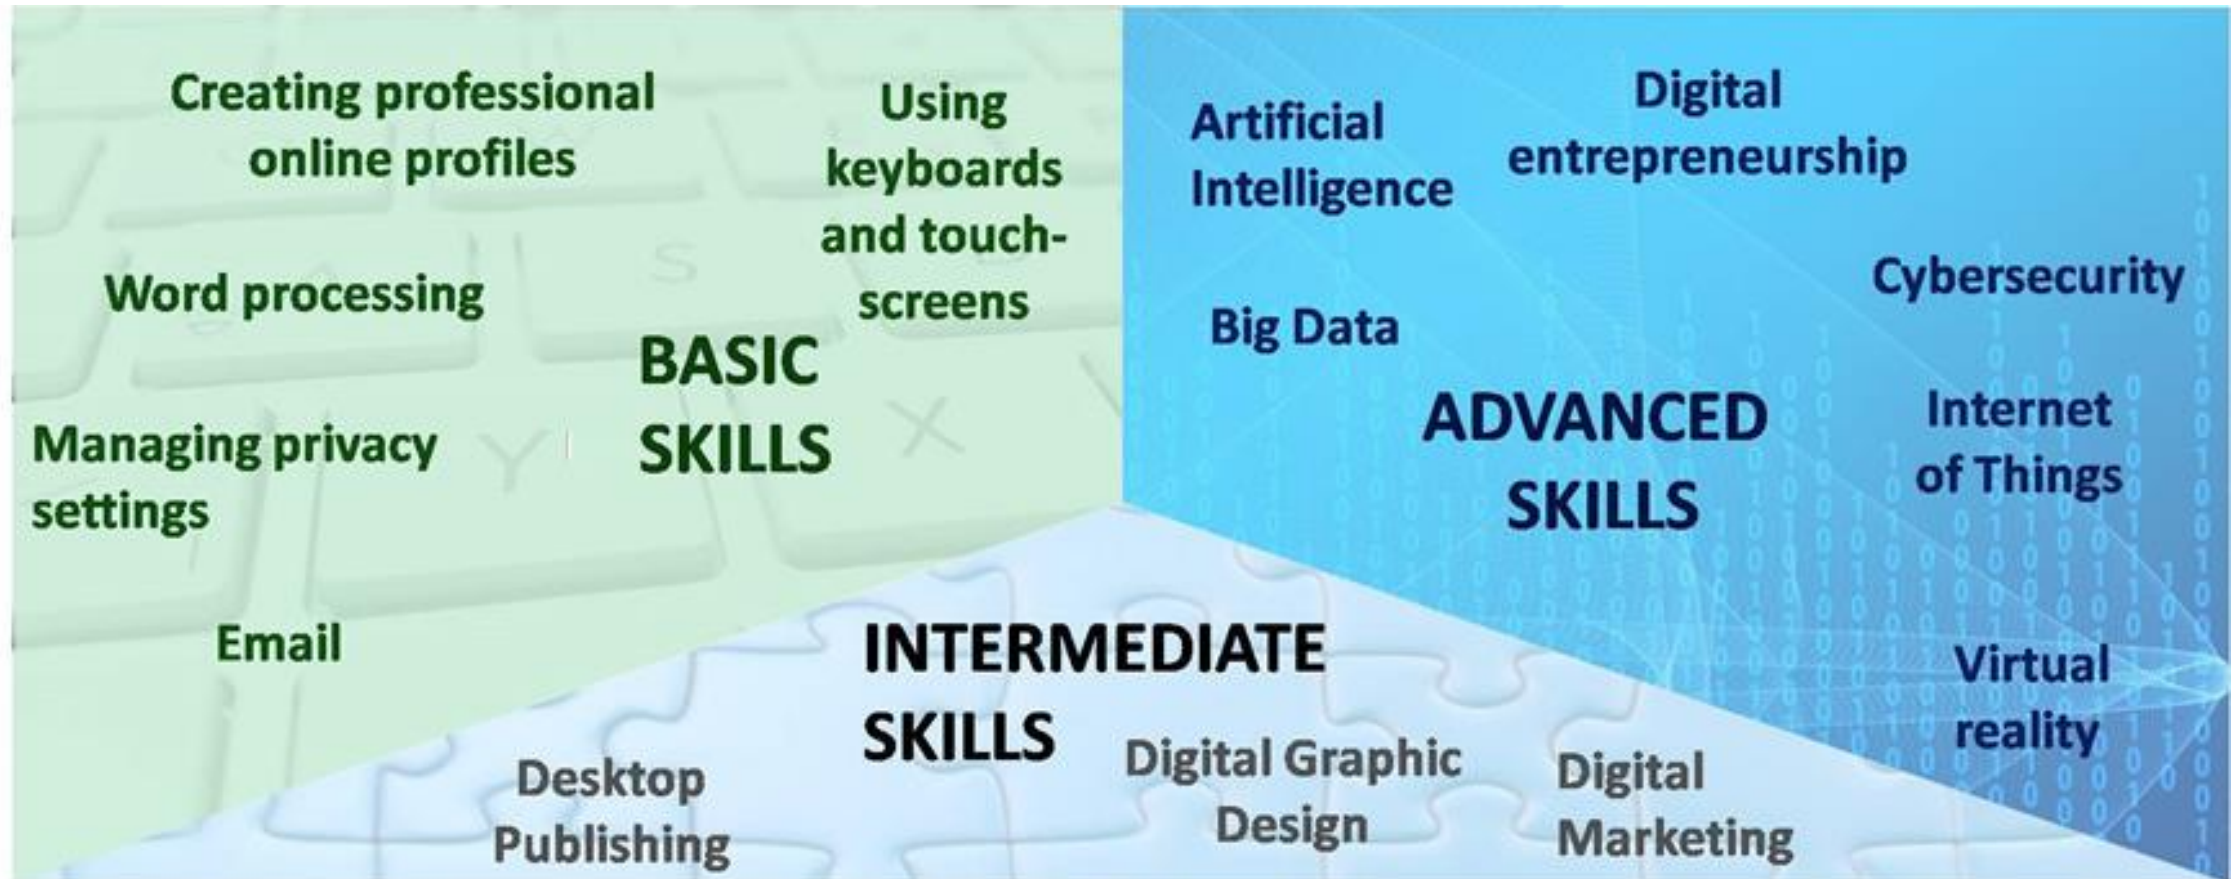 Creating professional
online profiles
Using
keyboards
and touch-
screens
Word processing
BASIC
SKILLS
Managing privacy
settings
Email
Artificial
Intelligence
Digital
entrepreneurship
Cybersecurity
Big Data
ADVANCED
SKILLS
Internet
of Things
Virtual
reality
INTERMEDIATE
SKILLS
Desktop
Publishing
Digital Graphic
Design
Digital
Marketing